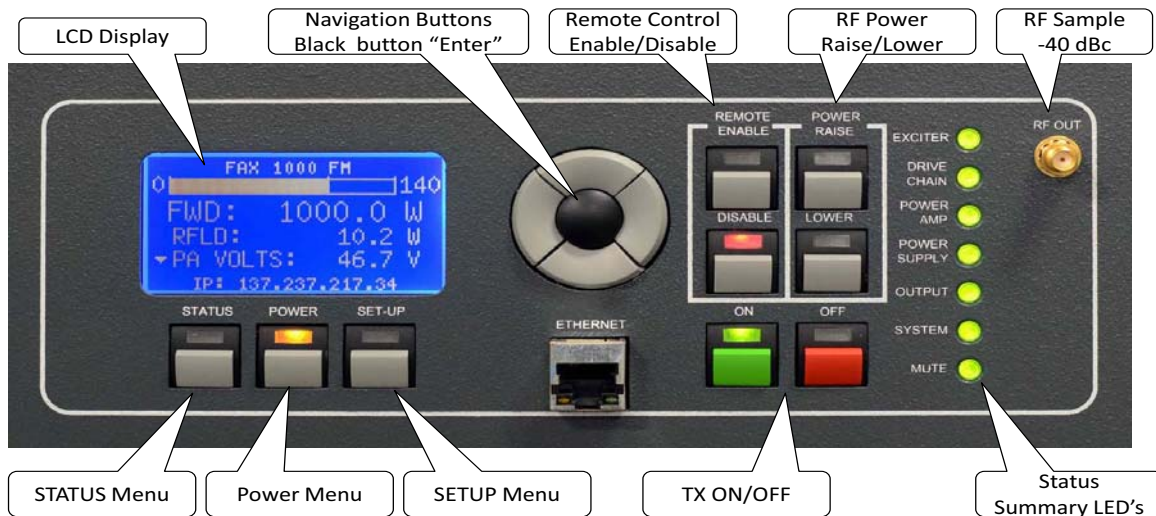 LCD Display
Navigation Buttons
Black button “Enter”
Remote Control
Enable/Disable
RF Power
Raise/Lower
RF Sample
-40 dBc
FAX 1000 FM
0 140
FWD: 1000.0 W
RFLD: 10.2 W
PA VOLTS: 46.7 V
IP: 137.237.217.34
STATUS POWER SET-UP
ETHERNET
REMOTE
ENABLE
POWER
RAISE
DISABLE LOWER
ON OFF
EXCITER
DRIVE
CHAIN
POWER
AMP
POWER
SUPPLY
OUTPUT
SYSTEM
MUTE
RF OUT
STATUS Menu
Power Menu
SETUP Menu
TX ON/OFF
Status
Summary LED’s